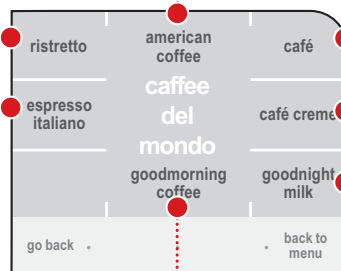 ristretto
american
coffee
café
caffee
del
mondo
espresso
italiano
café creme
goodmorning
coffee
goodnight
milk
go back
back to
menu